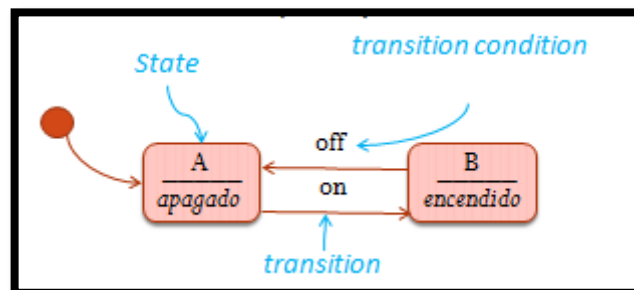 transition condition
State
off
A
apagado
B
encendido
on
transition